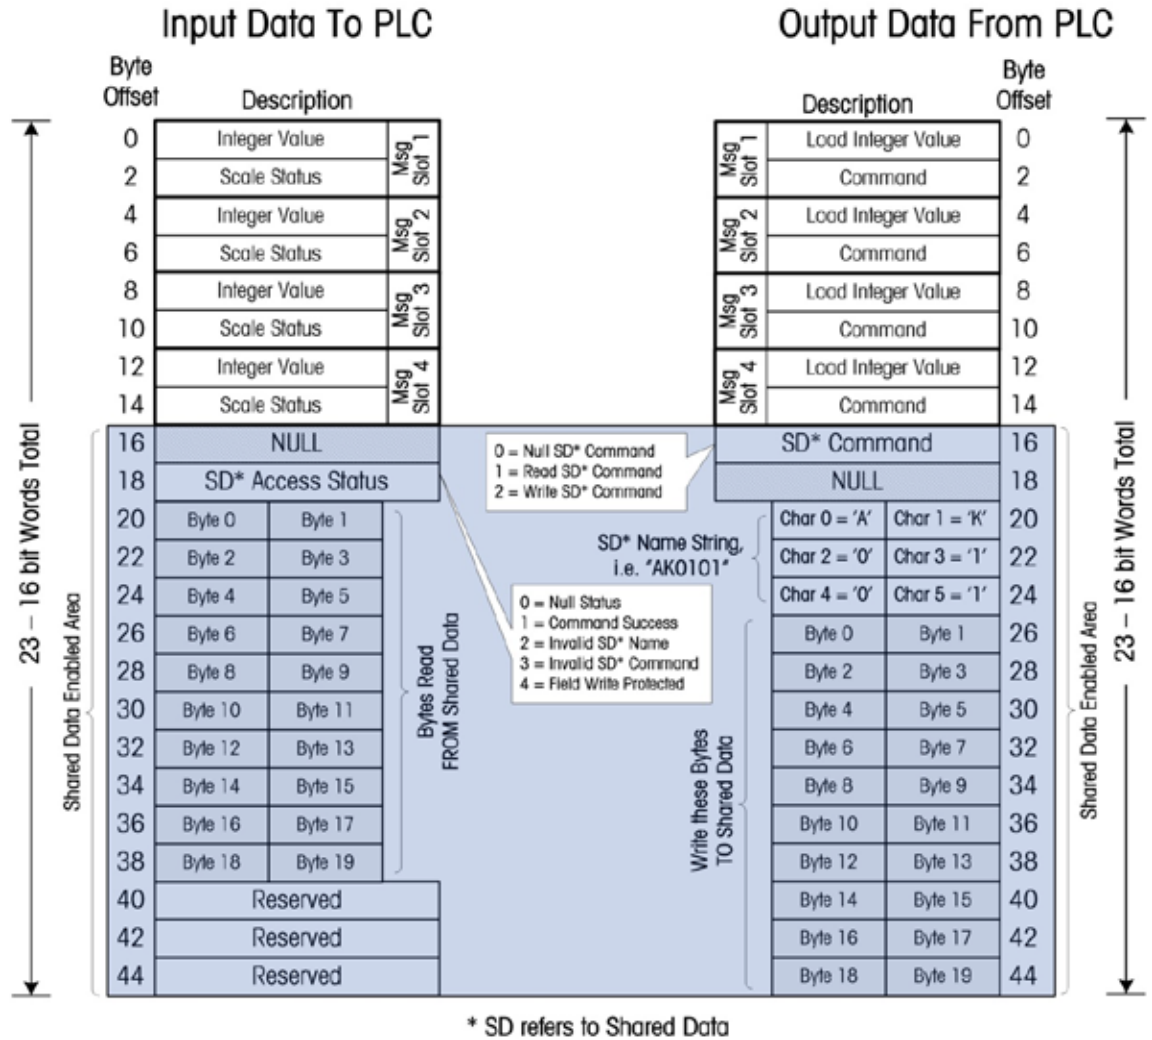 Input Data To PLC
Output Data From PLC
Byte
Offset
Description
Description
Byte
Offset
0 Integer Value
2 Scale Status
Msg
Slot 1
4 Integer Value
6 Scale Status
Msg
Slot 2
8 Integer Value
10 Scale Status
Msg
Slot 3
12 Integer Value
14 Scale Status
Msg
Slot 4
16 NULL
18 SD* Access Status
20 Byte 0 Byte 1
22 Byte 2 Byte 3
24 Byte 4 Byte 5
26 Byte 6 Byte 7
28 Byte 8 Byte 9
30 Byte 10 Byte 11
32 Byte 12 Byte 13
34 Byte 14 Byte 15
36 Byte 16 Byte 17
38 Byte 18 Byte 19
40 Reserved
42 Reserved
44 Reserved
23 – 16 bit Words Total
Shared Data Enabled Area
Bytes Read
FROM Shared Data
0 = Null SD* Command
1 = Read SD* Command
2 = Write SD* Command
SD* Name String,
i.e. "AK0101"
0 = Null Status
1 = Command Success
2 = Invalid SD* Name
3 = Invalid SD* Command
4 = Field Write Protected
Write these Bytes
TO Shared Data
Msg
Slot 1
Load Integer Value 0
Command 2
Msg
Slot 2
Load Integer Value 4
Command 6
Msg
Slot 3
Load Integer Value 8
Command 10
Msg
Slot 4
Load Integer Value 12
Command 14
SD* Command 16
NULL 18
Char 0 = 'A' Char 1 = 'K' 20
Char 2 = '0' Char 3 = '1' 22
Char 4 = '0' Char 5 = '1' 24
Byte 0 Byte 1 26
Byte 2 Byte 3 28
Byte 4 Byte 5 30
Byte 6 Byte 7 32
Byte 8 Byte 9 34
Byte 10 Byte 11 36
Byte 12 Byte 13 38
Byte 14 Byte 15 40
Byte 16 Byte 17 42
Byte 18 Byte 19 44
Shared Data Enabled Area
23 – 16 bit Words Total
* SD refers to Shared Data